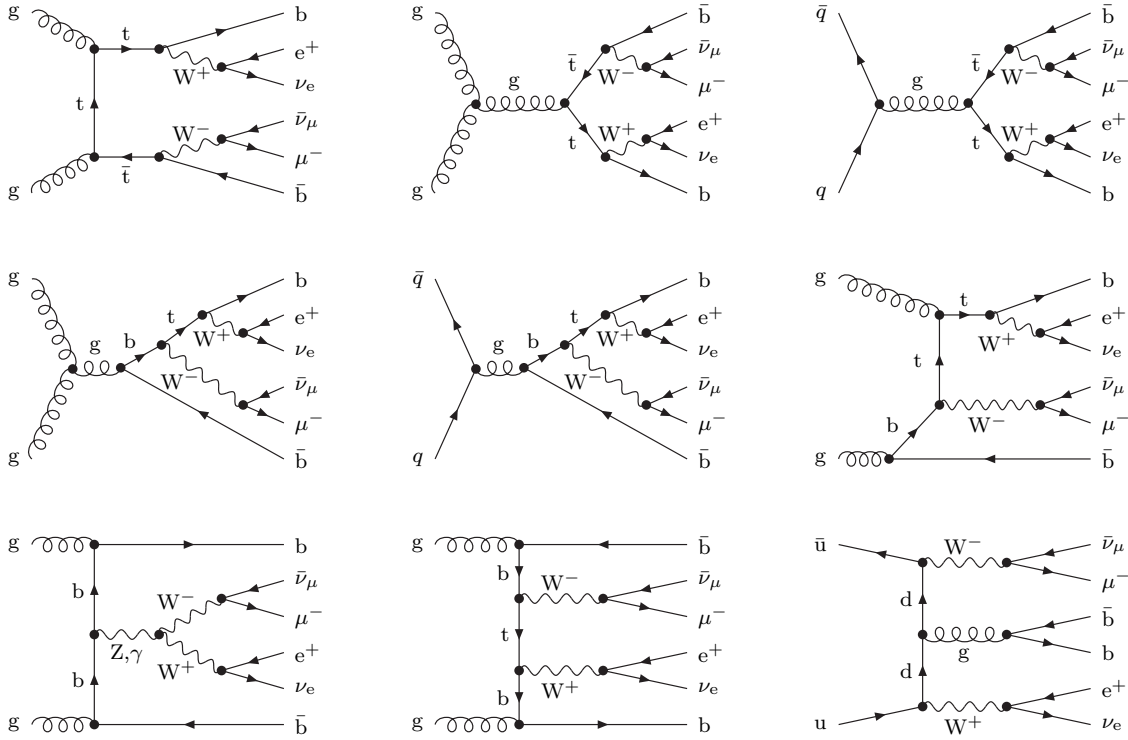 t b
e+
g W+ νe
t
ν̄μ
W− μ−
g t̄ b̄
g b̄
ν̄μ
t̄ W− μ−
g
e+
t W+ νe
g b
q̄ b̄
ν̄μ
t̄ W− μ−
g
e+
t W+ νe
q b
g b
t e+
W+ νe
g b
ν̄μ
W− μ−
g b̄
q̄ b
t e+
W+ νe
g b
ν̄μ
W− μ−
q b̄
g b
t e+
W+ νe
t
ν̄μ
b W− μ−
g b̄
g b
ν̄μ
b W− μ−
Z,γ
W+ e+
b νe
g b̄
g b̄
b W− ν̄μ
μ−
t
e+
b W+ νe
g b
ū W− ν̄μ
μ−
d b̄
g b
d
e+
u W+ νe